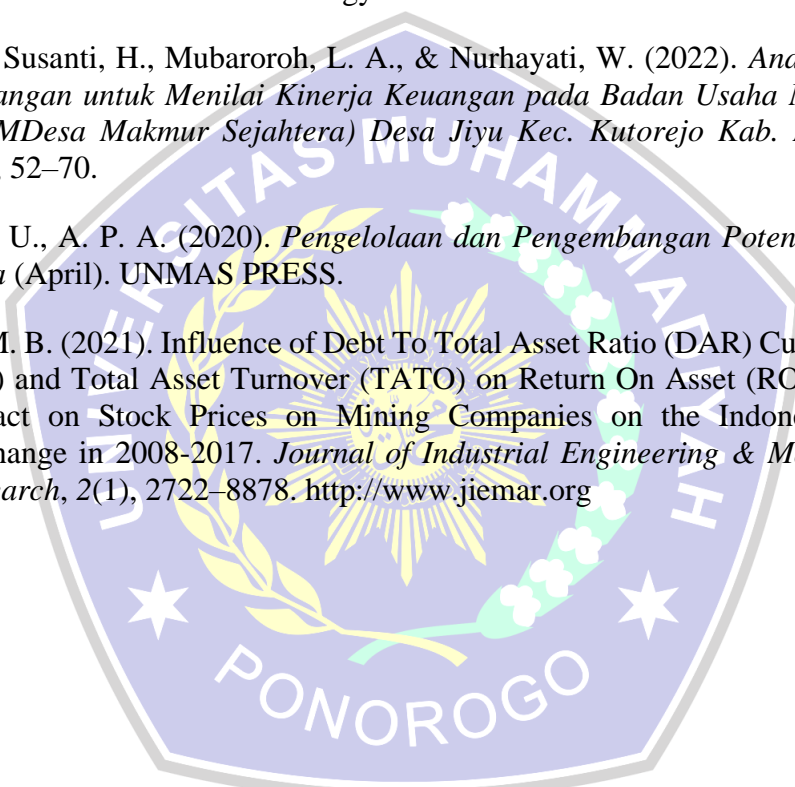 gy
Susanti, H., Mubaroroh, L. A., & Nurhayati, W. (2022). Ana
angan untuk Menilai Kinerja Keuangan pada Badan Usaha
MDesa Makmur Sejahtera) Desa Jiyu Kec. Kutorejo Kab.
, 52–70.
U., A. P. A. (2020). Pengelolaan dan Pengembangan Poten
a (April). UNMAS PRESS.
M. B. (2021). Influence of Debt To Total Asset Ratio (DAR) Cu
) and Total Asset Turnover (TATO) on Return On Asset (RO
act on Stock Prices on Mining Companies on the Indone
hange in 2008-2017. Journal of Industrial Engineering & M
earch, 2(1), 2722–8878. http://www.jiemar.org
UNIVERSITAS MUHAMMADIYAH
PONOROGO